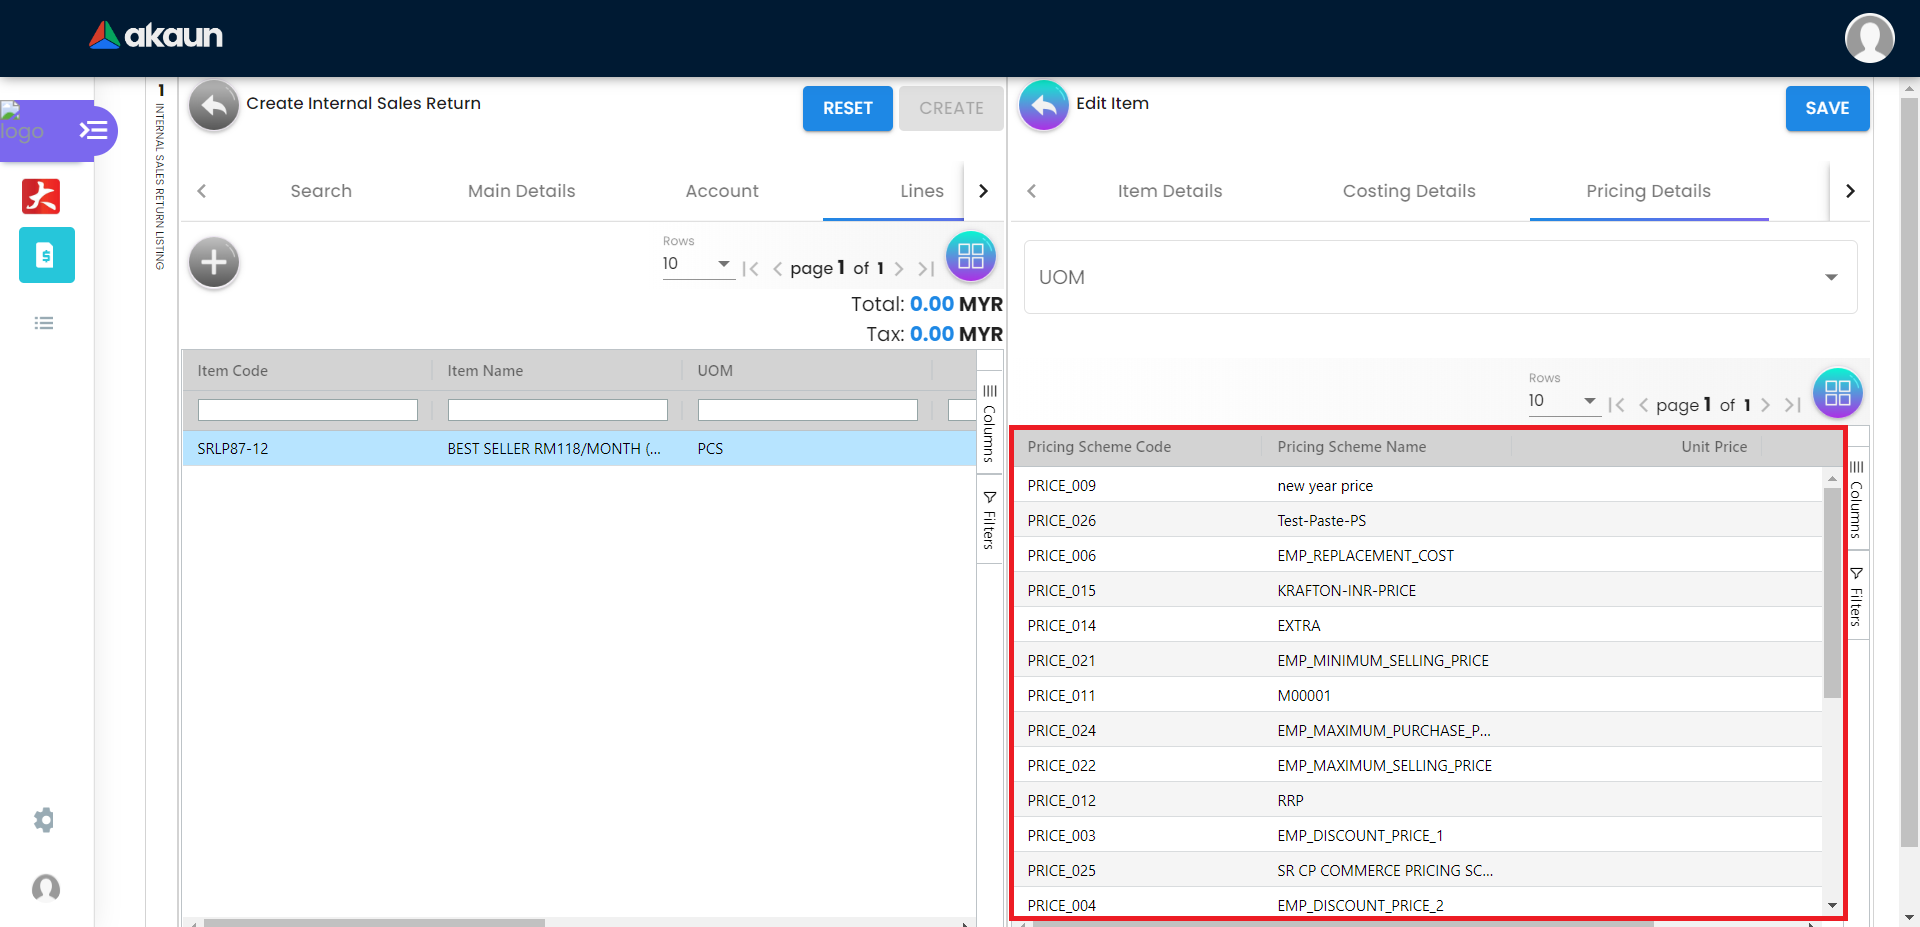 akaun
logo
1
INTERNAL SALES RETURN LISTING
Create Internal Sales Return
RESET
CREATE
Search
Main Details
Account
Lines
Rows
10
page 1 of 1
Total: 0.00 MYR
Tax: 0.00 MYR
Item Code Item Name UOM
SRLP87-12 BEST SELLER RM118/MONTH (... PCS
Columns
Filters
Edit Item
SAVE
Item Details
Costing Details
Pricing Details
UOM
Rows
10
page 1 of 1
Pricing Scheme Code Pricing Scheme Name Unit Price
PRICE_009 new year price
PRICE_026 Test-Paste-PS
PRICE_006 EMP_REPLACEMENT_COST
PRICE_015 KRAFTON-INR-PRICE
PRICE_014 EXTRA
PRICE_021 EMP_MINIMUM_SELLING_PRICE
PRICE_011 M00001
PRICE_024 EMP_MAXIMUM_PURCHASE_P...
PRICE_022 EMP_MAXIMUM_SELLING_PRICE
PRICE_012 RRP
PRICE_003 EMP_DISCOUNT_PRICE_1
PRICE_025 SR CP COMMERCE PRICING SC...
PRICE_004 EMP_DISCOUNT_PRICE_2
Columns
Filters